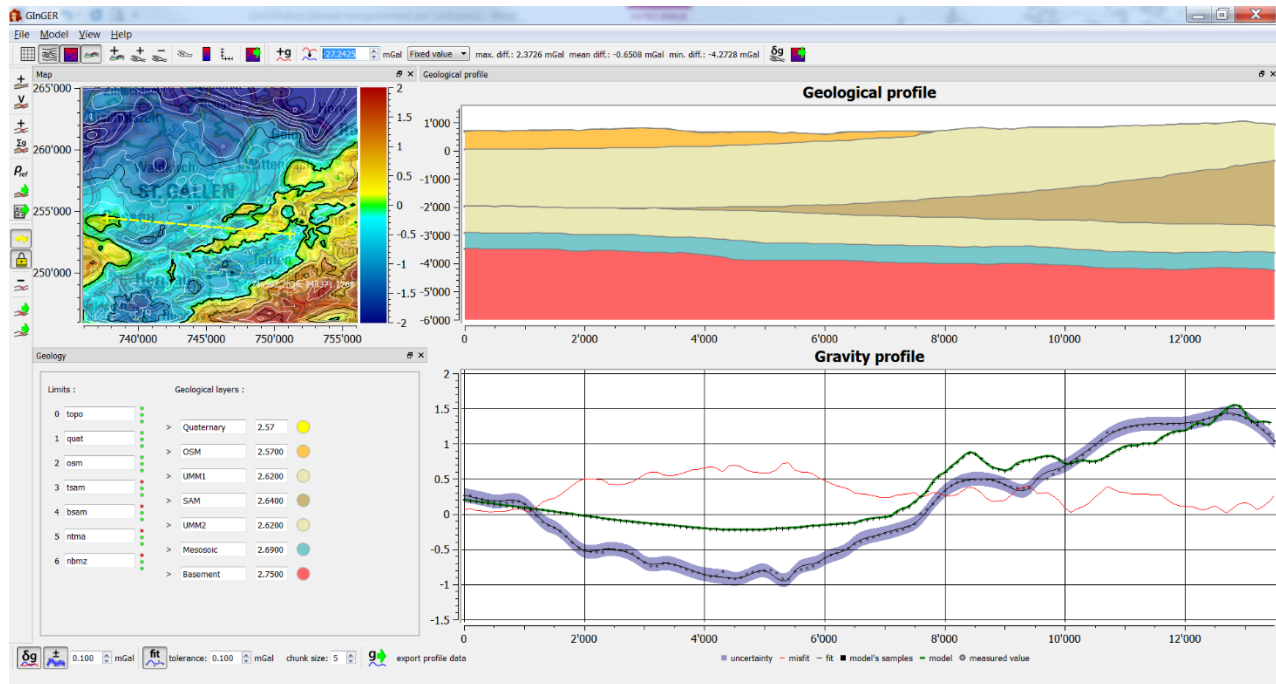 GInGER
File Model View Help
+g -27.2425 mGal Fixed value max. diff.: 2.3726 mGal mean diff.: -0.6508 mGal min. diff.: -4.2728 mGal δg
Map
Geological profile
Geological profile
265'000
260'000
255'000
250'000
740'000 745'000 750'000 755'000
ST.GALLEN
2
1.5
1
0.5
0
-0.5
-1
-1.5
-2
1'000
0
-1'000
-2'000
-3'000
-4'000
-5'000
-6'000
0 2'000 4'000 6'000 8'000 10'000 12'000
V
Σg
ρref
Geology
Limits :
Geological layers :
0 topo
1 quat
2 osm
3 tsam
4 bsam
5 ntma
6 nbmz
> Quaternary 2.57
> OSM 2.5700
> UMM1 2.6200
> SAM 2.6400
> UMM2 2.6200
> Mesosoic 2.6900
> Basement 2.7500
Gravity profile
2
1.5
1
0.5
0
-0.5
-1
-1.5
0 2'000 4'000 6'000 8'000 10'000 12'000
δg ± 0.100 mGal fit tolerance: 0.100 mGal chunk size: 5 g export profile data
uncertainty misfit fit model's samples model measured value